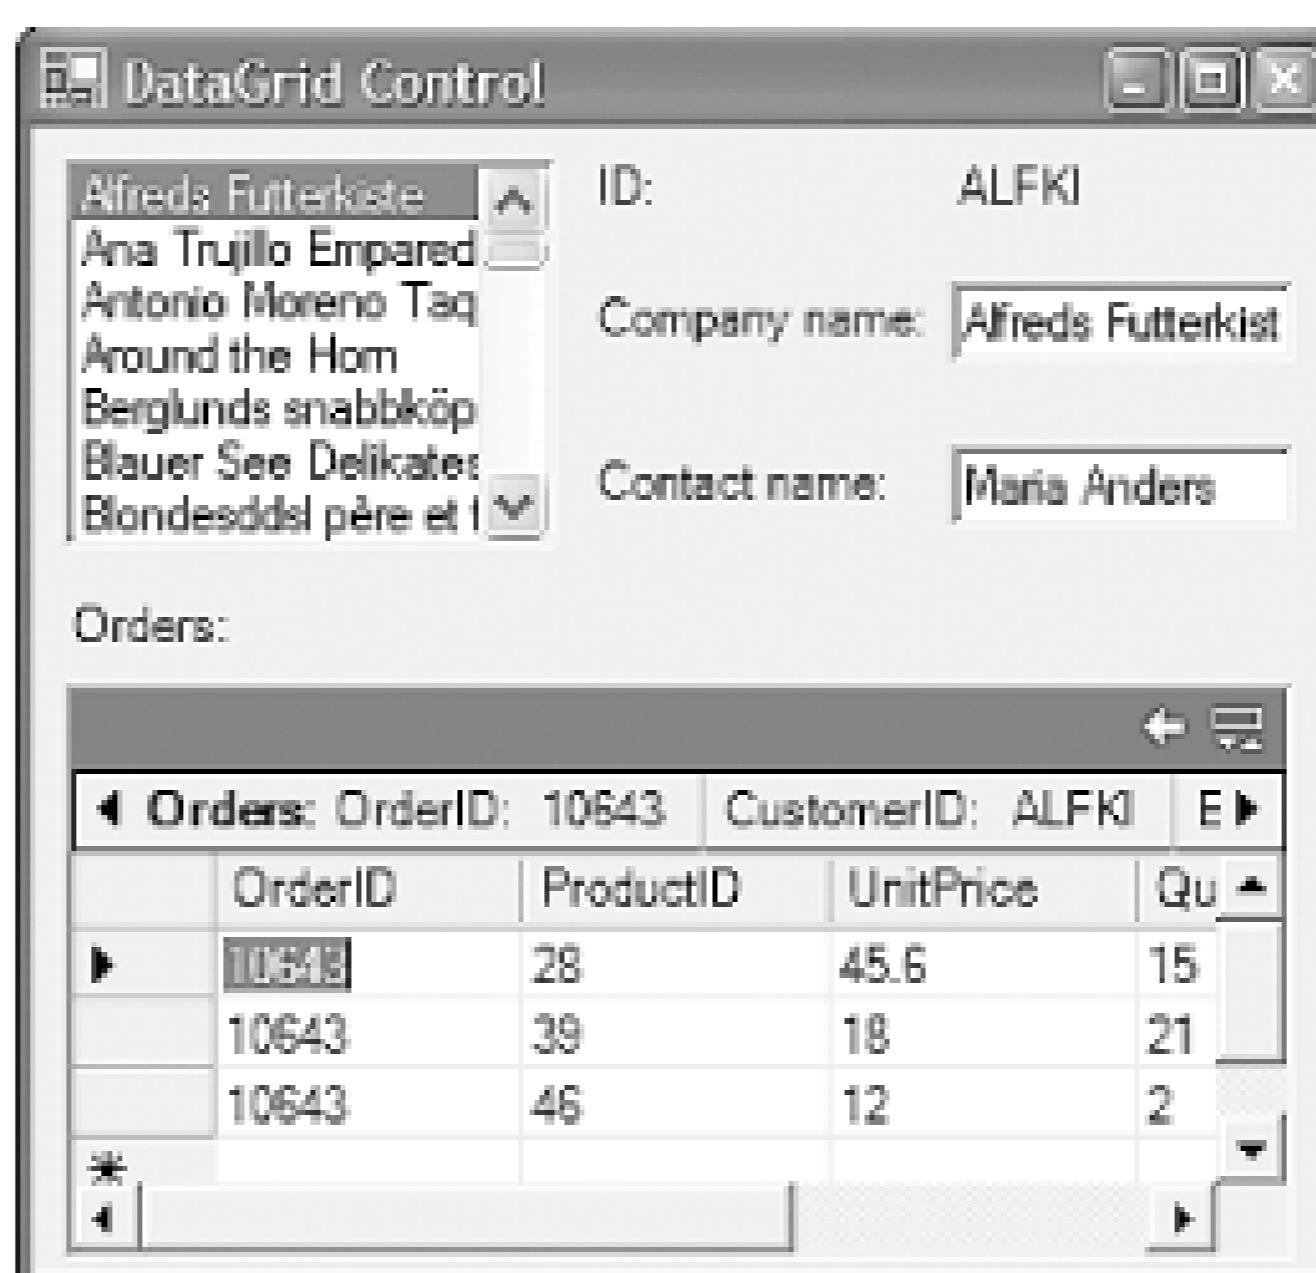 DataGrid Control
Alfreds Futterkiste
Ana Trujillo Empared
Antonio Moreno Taq
Around the Horn
Berglunds snabbköp
Blauer See Delikates
Blondesddsl père et f
ID: ALFKI
Company name: Alfreds Futterkist
Contact name: Maria Anders
Orders:
Orders: OrderID: 10643 CustomerID: ALFKI E
OrderID ProductID UnitPrice Qu
10643 28 45.6 15
10643 39 18 21
10643 46 12 2